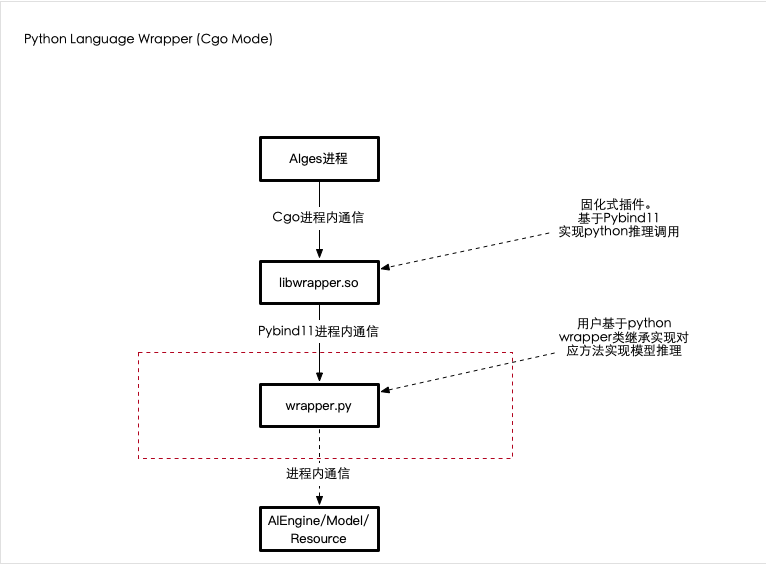 Python Language Wrapper (Cgo Mode)
AIges进程
Cgo进程内通信
固化式插件。
基于Pybind11
实现python推理调用
libwrapper.so
Pybind11进程内通信
用户基于python
wrapper类继承实现对
应方法实现模型推理
wrapper.py
进程内通信
AIEngine/Model/
Resource